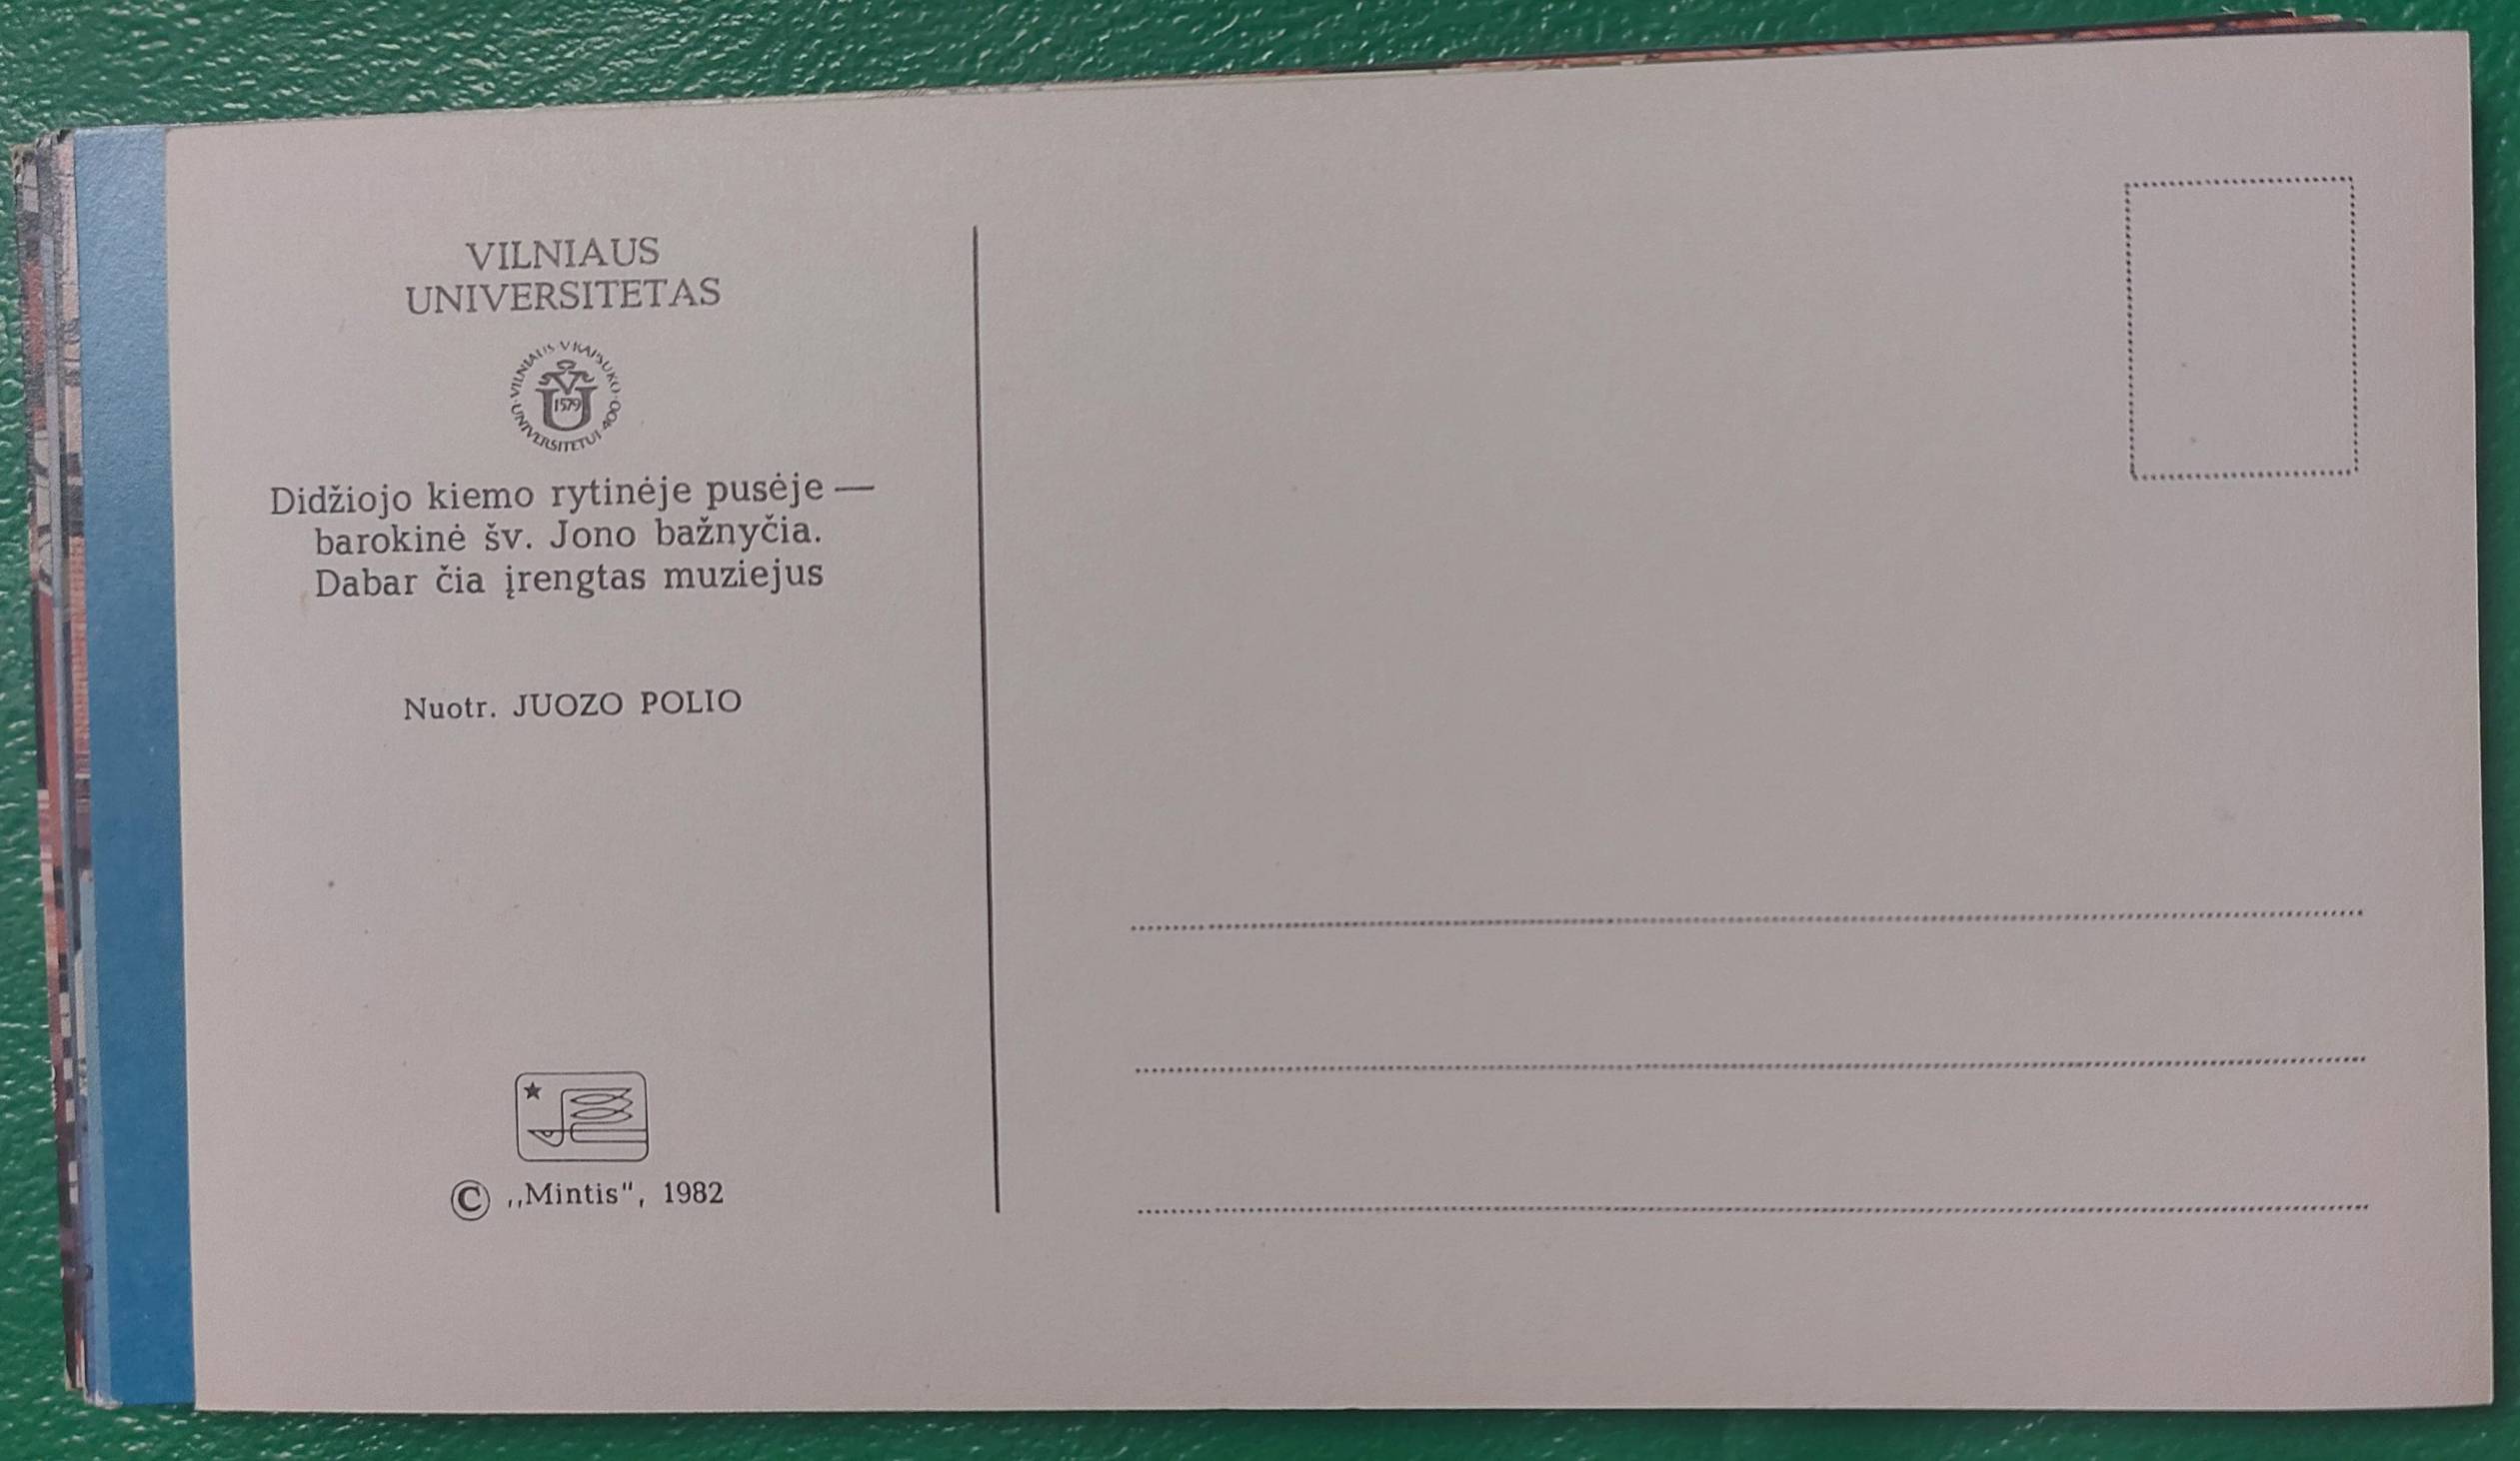 VILNIAUS
UNIVERSITETAS
VILNIAUS V. KAPSUKO · UNIVERSITETUI 400 ·
1579
Didžiojo kiemo rytinėje pusėje —
barokinė šv. Jono bažnyčia.
Dabar čia įrengtas muziejus
Nuotr. JUOZO POLIO
© ,,Mintis", 1982